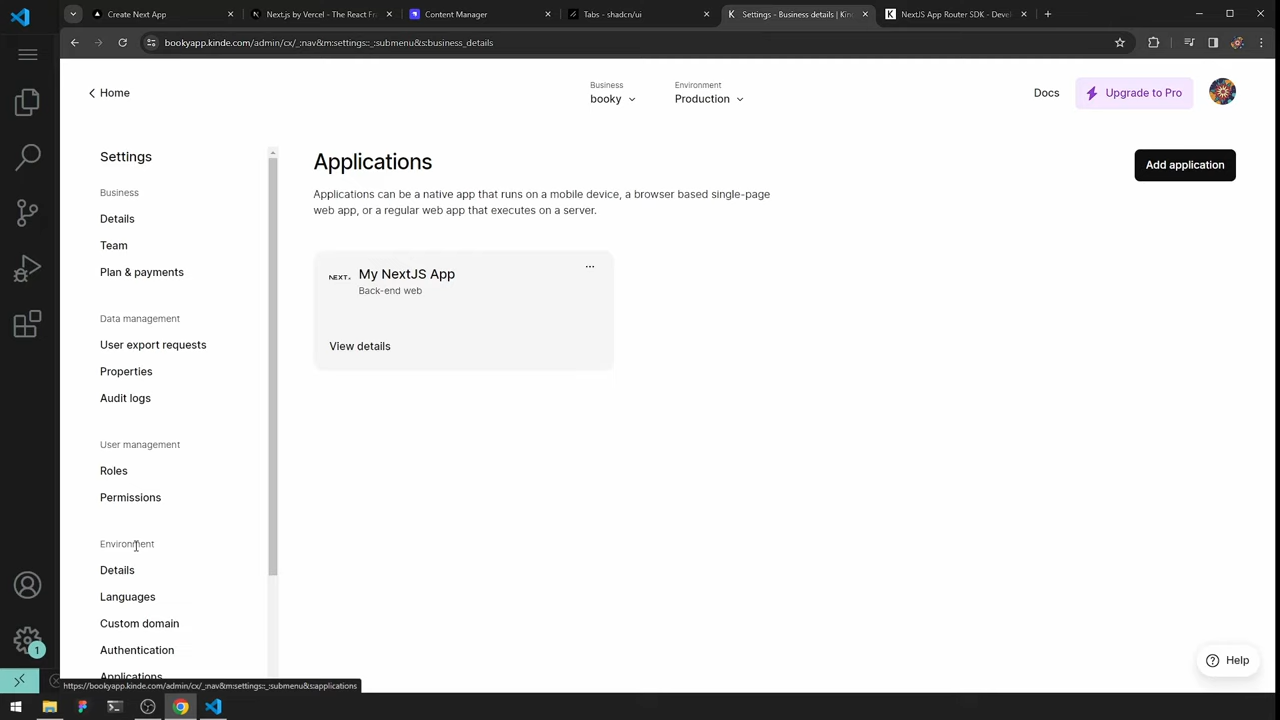 Create Next App
Next.js by Vercel - The React Fr
Content Manager
Tabs - shadcn/ui
Settings - Business details | Kind
NextJS App Router SDK - Devel
bookyapp.kinde.com/admin/cx/_:nav&m:settings::_:submenu&s:business_details
Home
Business
booky
Environment
Production
Docs
Upgrade to Pro
Settings
Business
Details
Team
Plan & payments
Data management
User export requests
Properties
Audit logs
User management
Roles
Permissions
Environment
Details
Languages
Custom domain
Authentication
Applications
Applications
Applications can be a native app that runs on a mobile device, a browser based single-page
web app, or a regular web app that executes on a server.
Add application
NEXT.
My NextJS App
Back-end web
View details
Help
1
https://bookyapp.kinde.com/admin/cx/_:nav&m:settings::_:submenu&s:applications